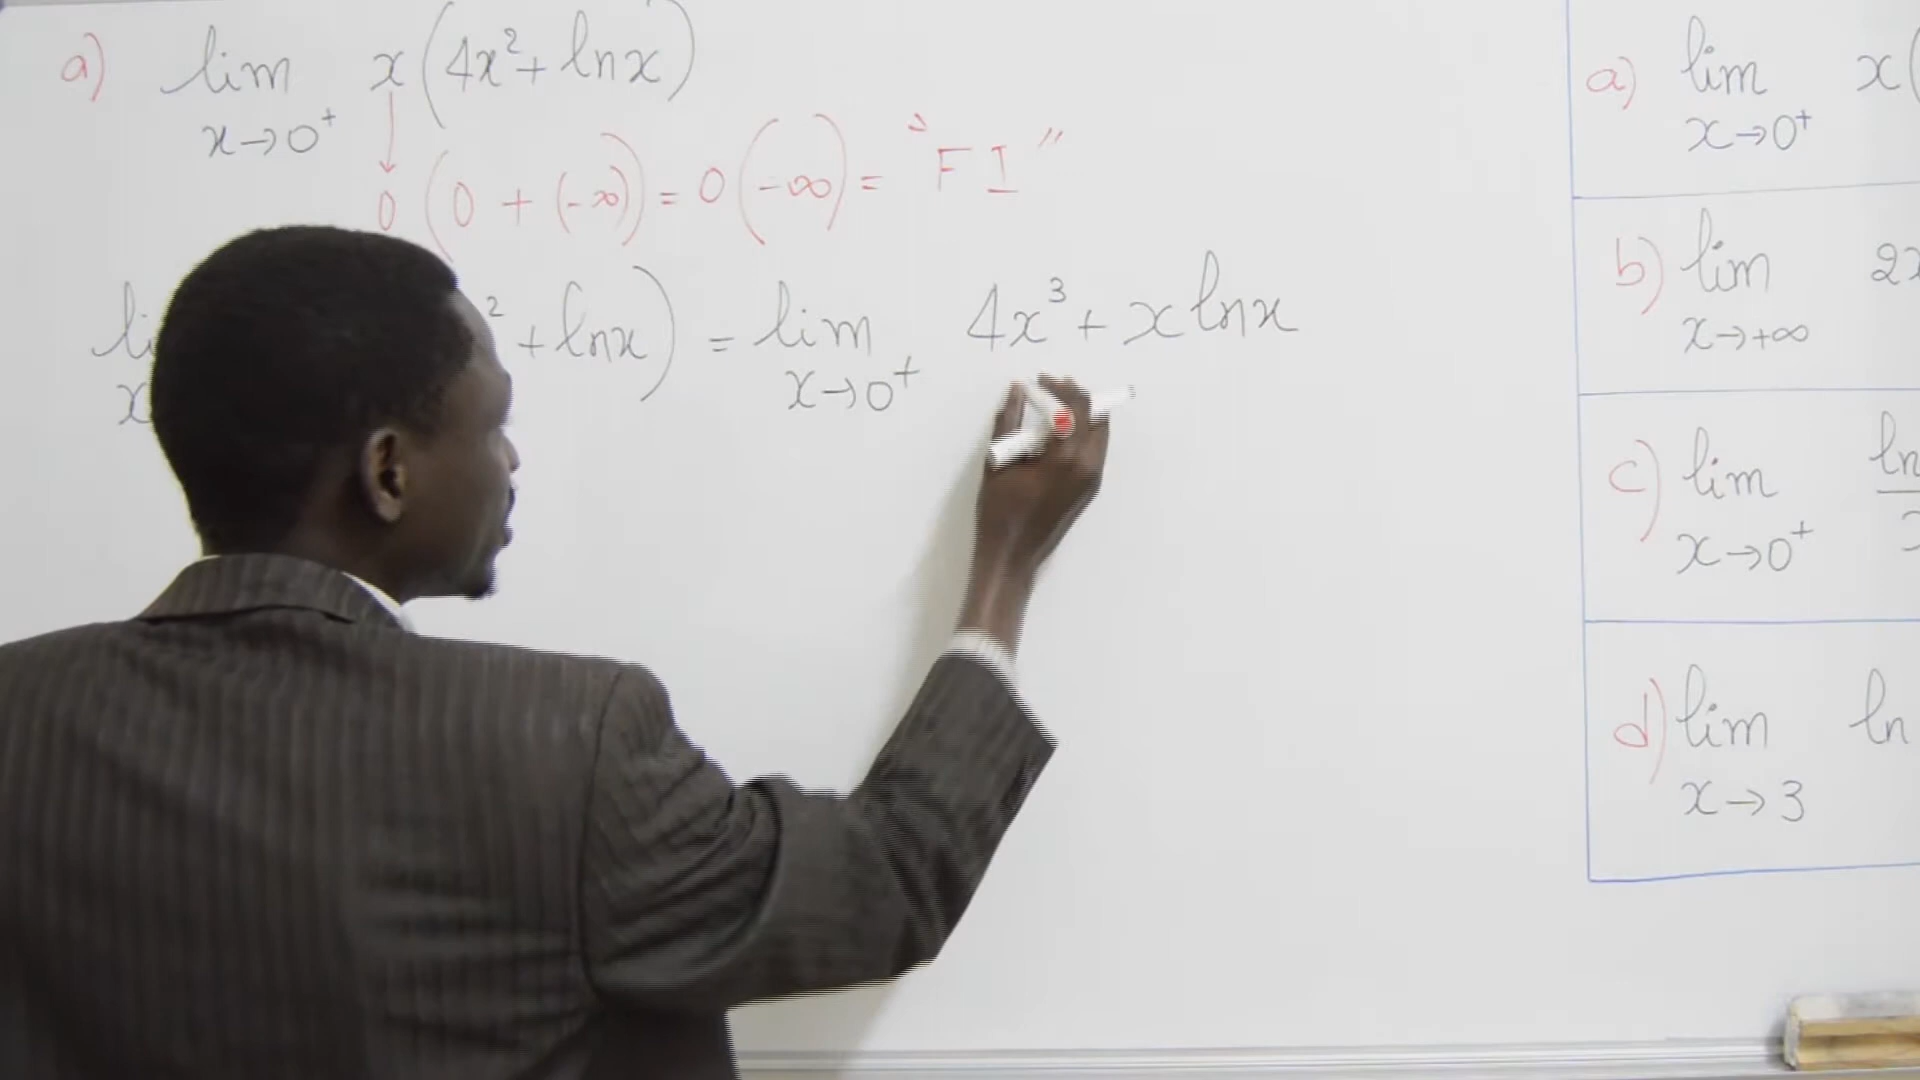 a) lim x(4x² + lnx)
x→0⁺
0 (0 + (-∞)) = 0(-∞) = "FI"
² + lnx) = lim 4x³ + x lnx
x x→0⁺
a) lim x(
x→0⁺
b) lim 2x
x→+∞
c) lim ln
x→0⁺
d) lim ln
x→3